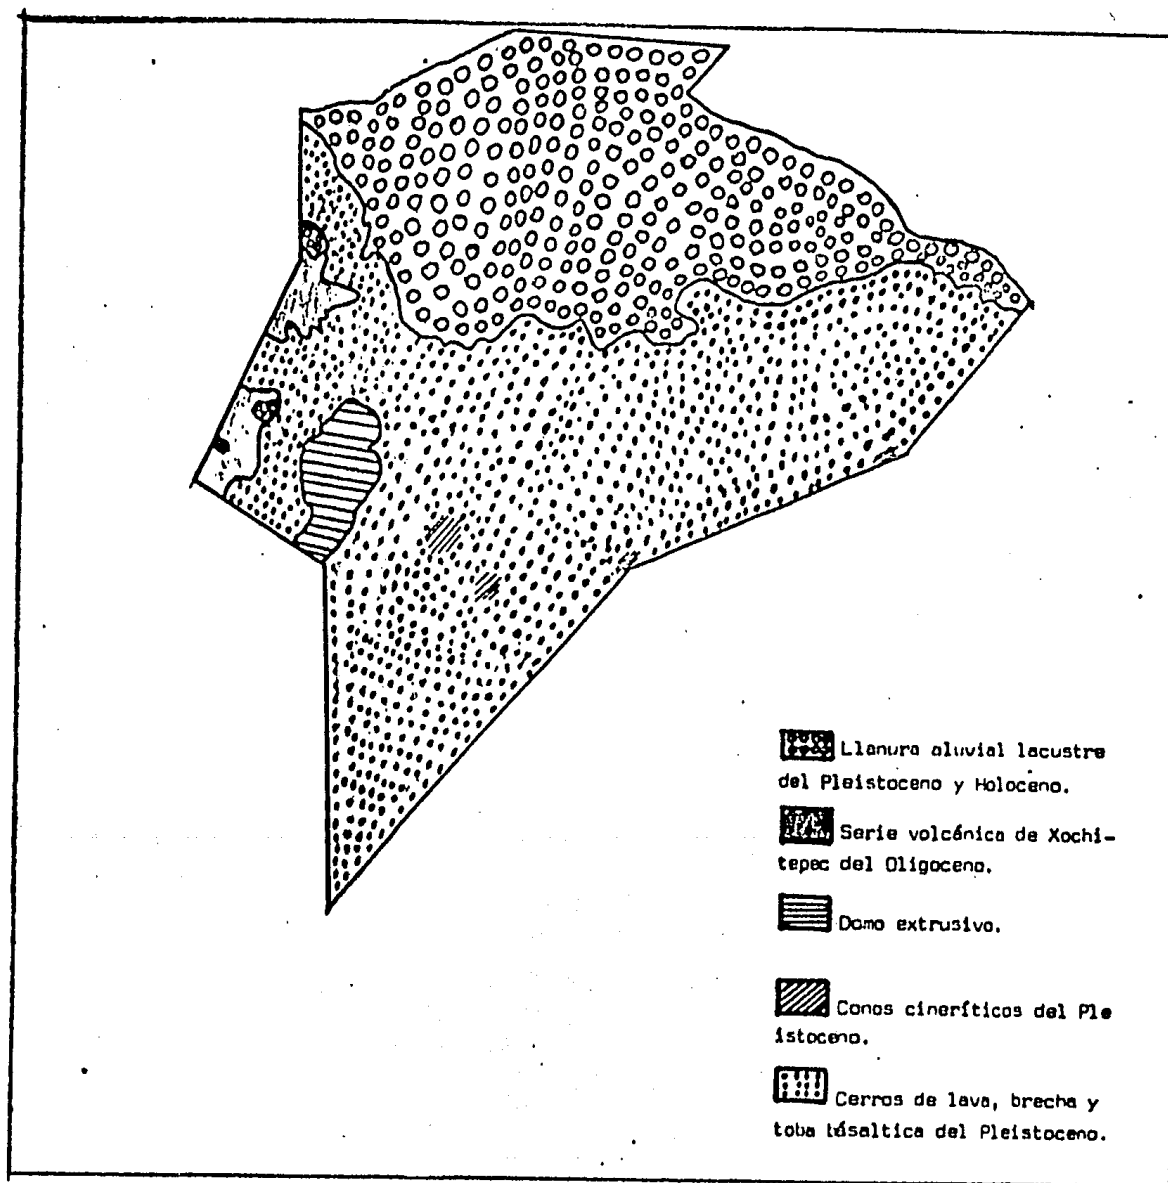 Llanura aluvial lacustre
del Pleistoceno y Holoceno.
Serie volcánica de Xochi-
tepec del Oligoceno.
Domo extrusivo.
Conos cineríticos del Ple
istoceno.
Cerros de lava, brecha y
toba básaltica del Pleistoceno.